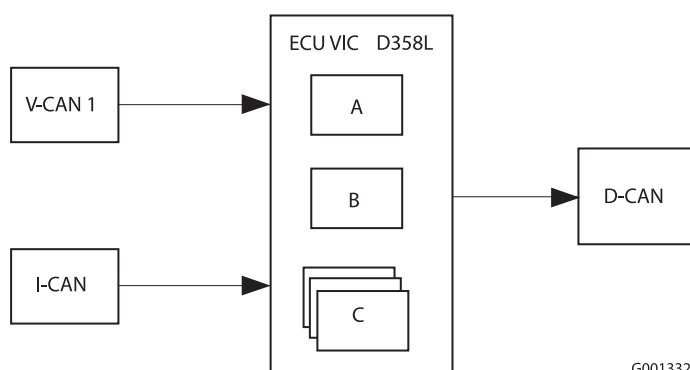 ECU VIC D358L
V-CAN 1
A
B
D-CAN
I-CAN
C
G001332